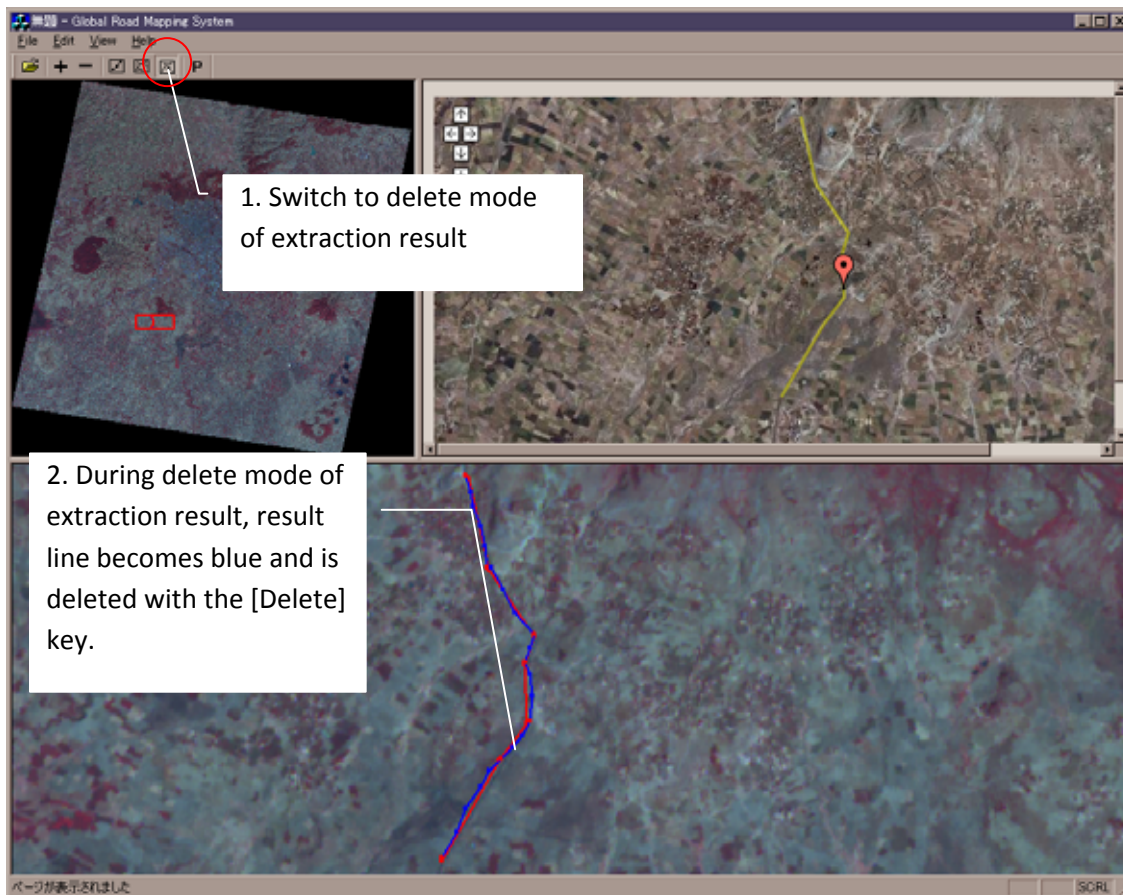 無題 - Global Road Mapping System
File Edit View Help
P
1. Switch to delete mode
of extraction result
2. During delete mode of
extraction result, result
line becomes blue and is
deleted with the [Delete]
key.
ページが表示されました
SCRL